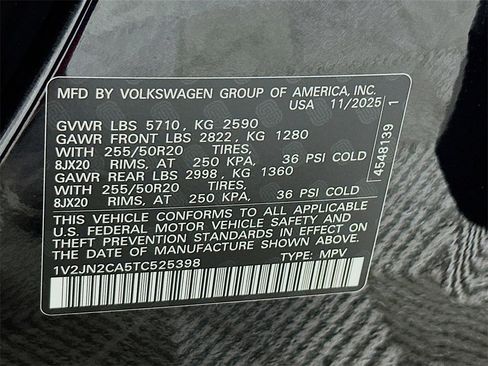 MFD BY VOLKSWAGEN GROUP OF AMERICA, INC.
USA 11/2025
GVWR LBS 5710, KG 2590
GAWR FRONT LBS 2822, KG 1280
WITH 255/50R20 TIRES,
8JX20 RIMS, AT 250 KPA, 36 PSI COLD
GAWR REAR LBS 2998, KG 1360
WITH 255/50R20 TIRES,
8JX20 RIMS, AT 250 KPA, 36 PSI COLD
THIS VEHICLE CONFORMS TO ALL APPLICABLE
U.S. FEDERAL MOTOR VEHICLE SAFETY AND
THEFT PREVENTION STANDARDS IN EFFECT ON THE
DATE OF MANUFACTURE SHOWN ABOVE.
1V2JN2CA5TC525398 TYPE: MPV
4548139 1